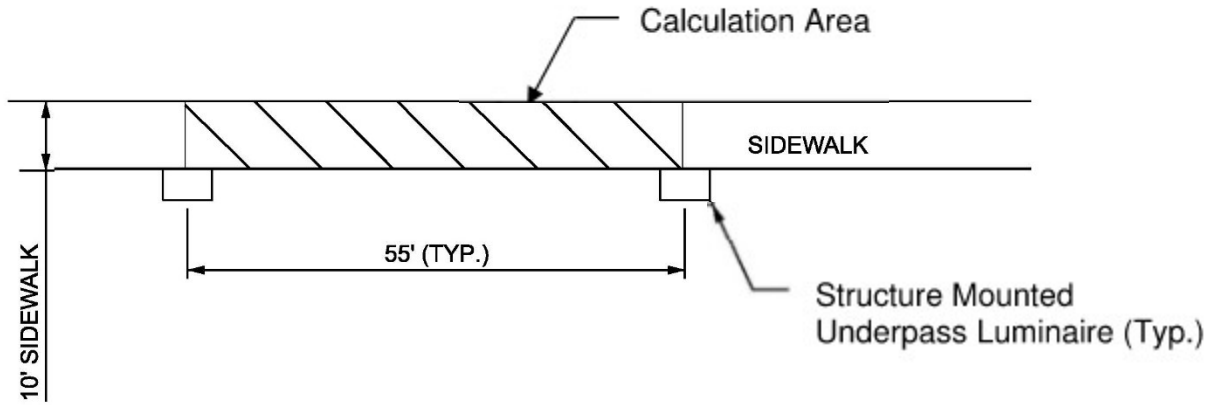 Calculation Area
SIDEWALK
10' SIDEWALK
55' (TYP.)
Structure Mounted
Underpass Luminaire (Typ.)